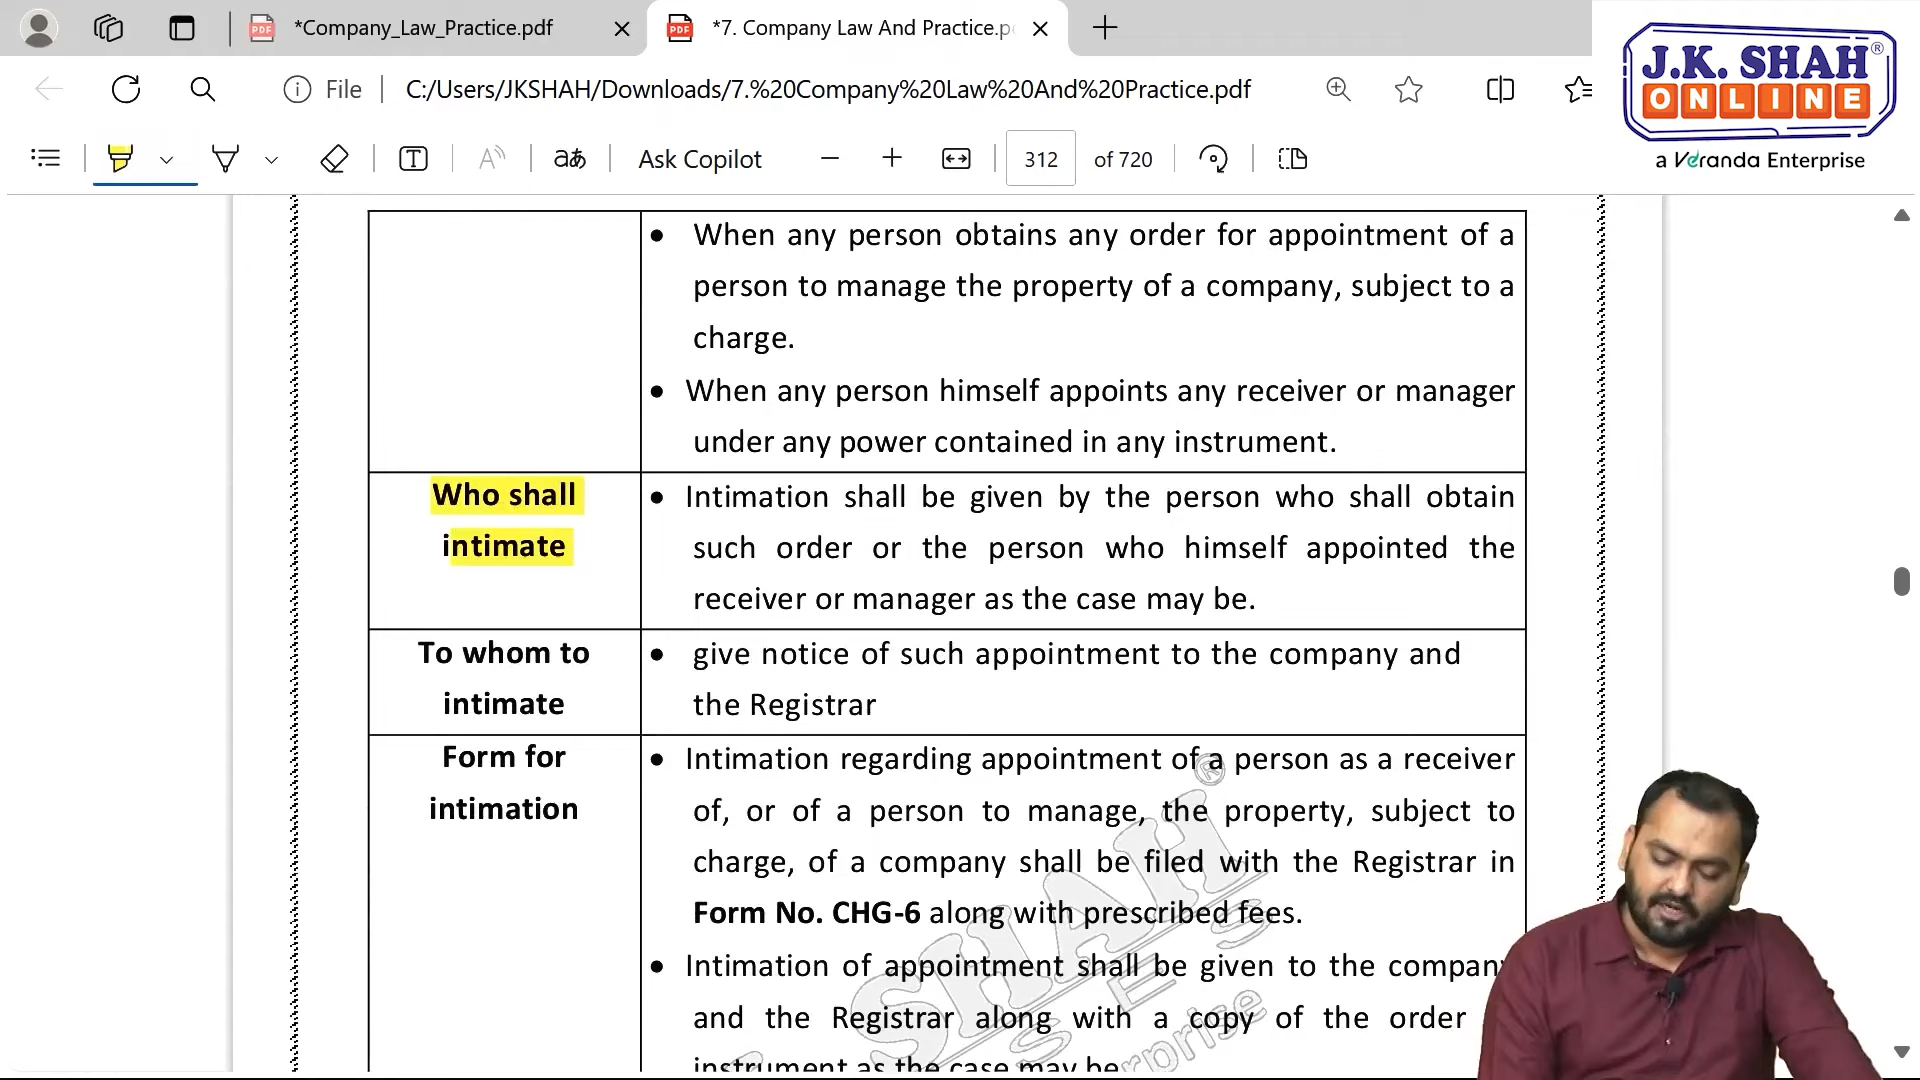 *Company_Law_Practice.pdf
*7. Company Law And Practice.p
File
C:/Users/JKSHAH/Downloads/7.%20Company%20Law%20And%20Practice.pdf
Ask Copilot
312
of 720
J.K. SHAH®
ONLINE
a Veranda Enterprise
• When any person obtains any order for appointment of a
person to manage the property of a company, subject to a
charge.
• When any person himself appoints any receiver or manager
under any power contained in any instrument.
Who shall
intimate
• Intimation shall be given by the person who shall obtain
such order or the person who himself appointed the
receiver or manager as the case may be.
To whom to
intimate
• give notice of such appointment to the company and
the Registrar
Form for
intimation
• Intimation regarding appointment of a person as a receiver
of, or of a person to manage, the property, subject to
charge, of a company shall be filed with the Registrar in
Form No. CHG-6 along with prescribed fees.
• Intimation of appointment shall be given to the company
and the Registrar along with a copy of the order
instrument as the case may be
SHAH